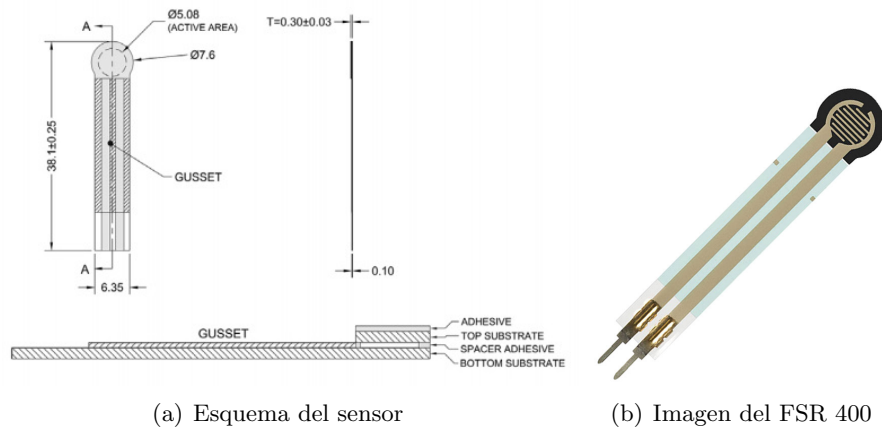 A
Ø5.08
(ACTIVE AREA)
Ø7.6
T=0.30±0.03
38.1±0.25
GUSSET
A
6.35
0.10
GUSSET
ADHESIVE
TOP SUBSTRATE
SPACER ADHESIVE
BOTTOM SUBSTRATE
(a) Esquema del sensor
(b) Imagen del FSR 400